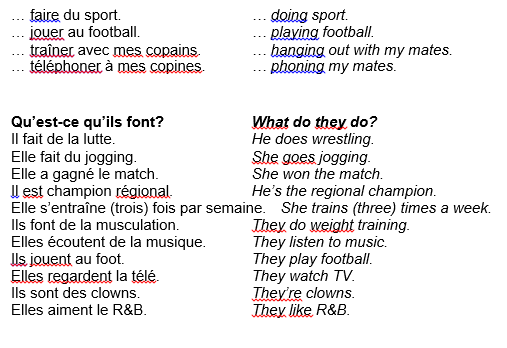 … faire du sport. … doing sport.
… jouer au football. … playing football.
… traîner avec mes copains. … hanging out with my mates.
… téléphoner à mes copines. … phoning my mates.
Qu'est-ce qu'ils font? What do they do?
Il fait de la lutte. He does wrestling.
Elle fait du jogging. She goes jogging.
Elle a gagné le match. She won the match.
Il est champion régional. He's the regional champion.
Elle s'entraîne (trois) fois par semaine. She trains (three) times a week.
Ils font de la musculation. They do weight training.
Elles écoutent de la musique. They listen to music.
Ils jouent au foot. They play football.
Elles regardent la télé. They watch TV.
Ils sont des clowns. They're clowns.
Elles aiment le R&B. They like R&B.